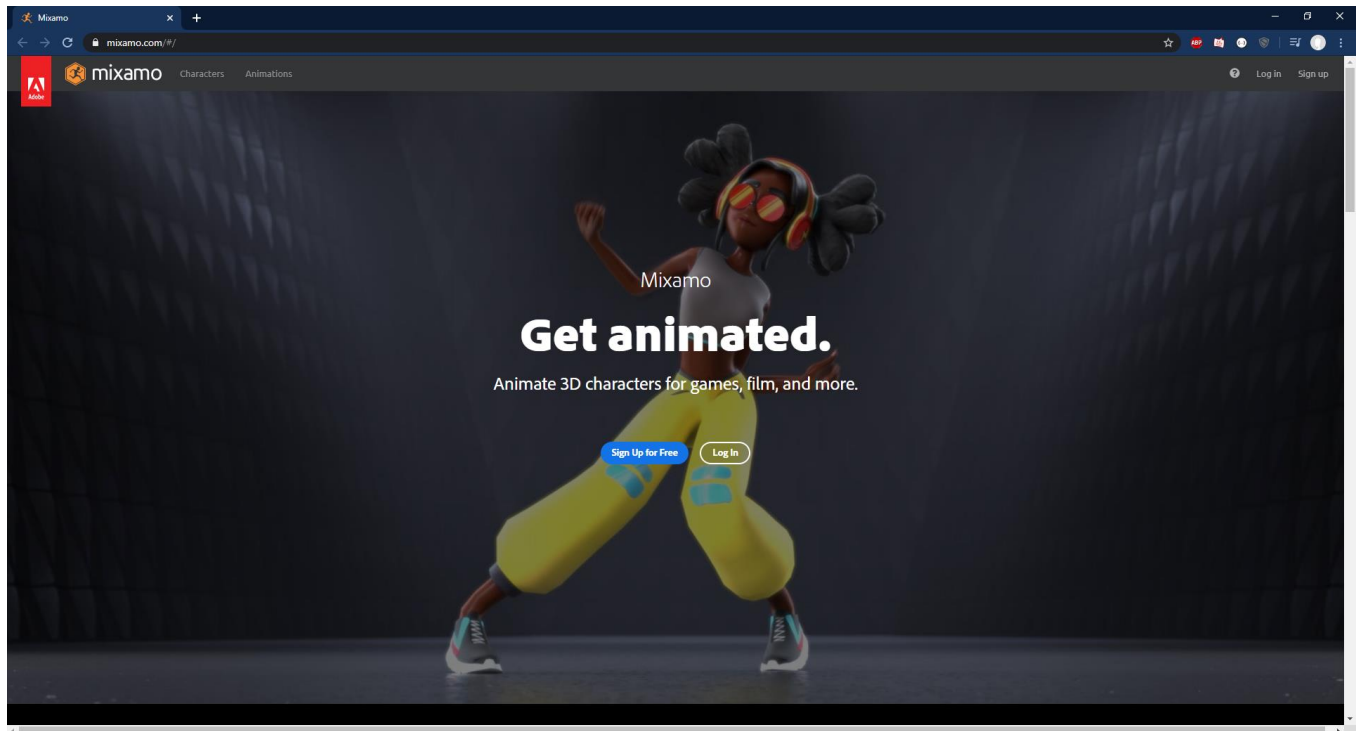 Mixamo
mixamo.com/#/
ABP
Adobe
mixamo Characters Animations
Log in Sign up
Mixamo
Get animated.
Animate 3D characters for games, film, and more.
Sign Up for Free Log In